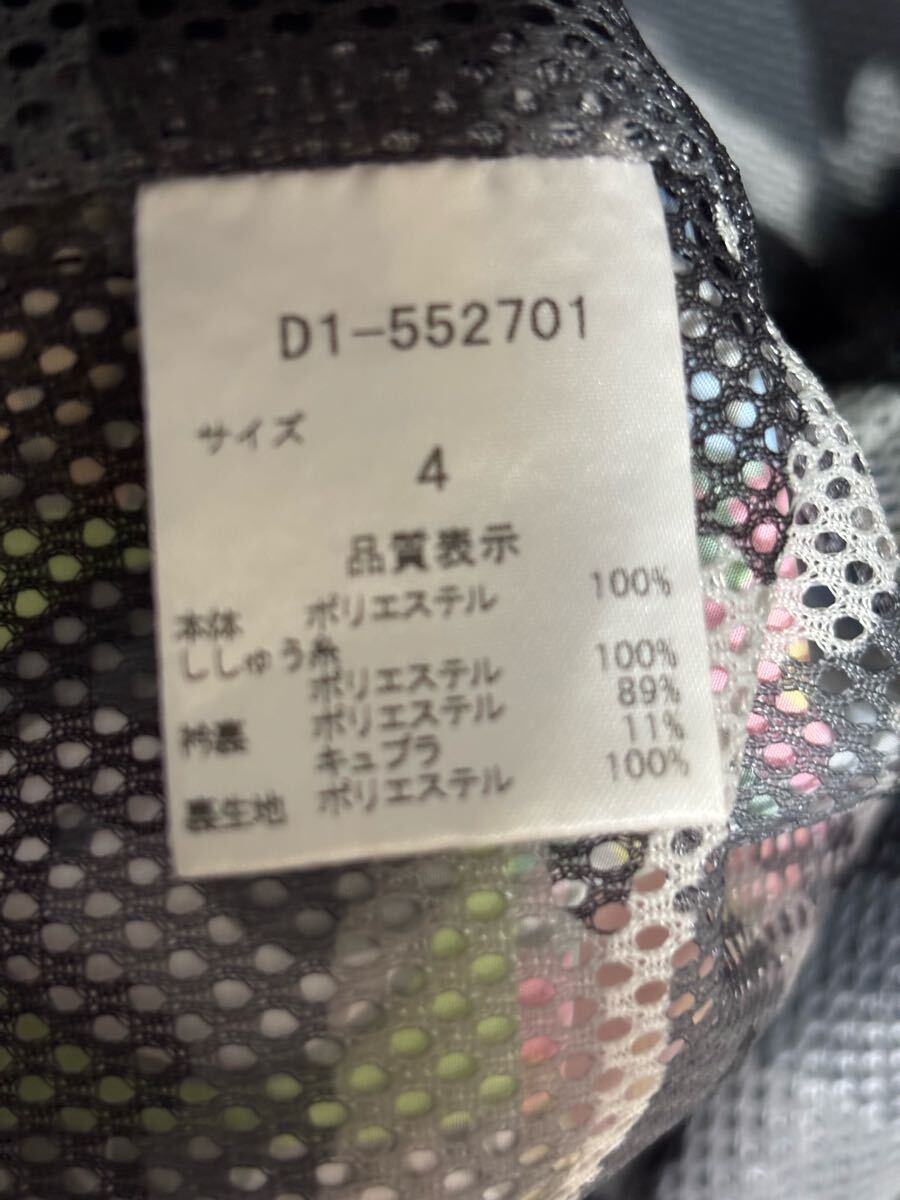 D1-552701
サイズ
4
品質表示
本体 ポリエステル 100%
ししゅう糸
ポリエステル 100%
衿裏 ポリエステル 89%
キュプラ 11%
裏生地 ポリエステル 100%